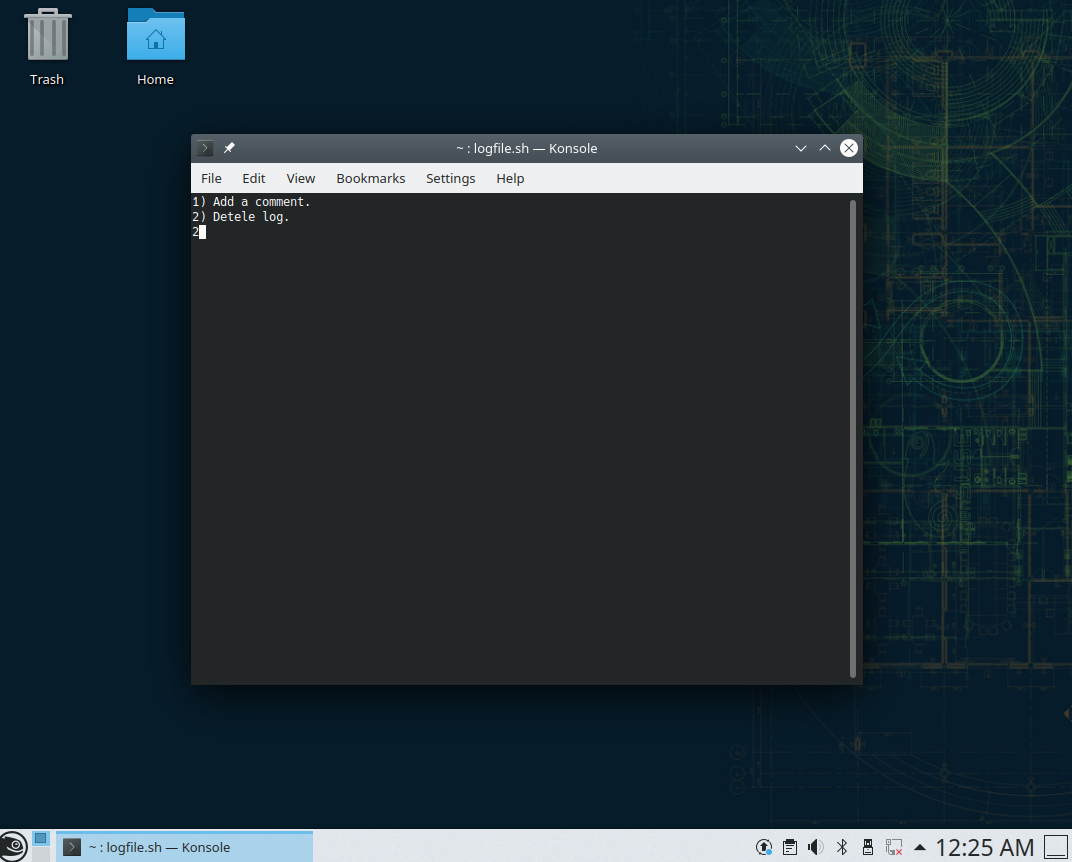 Trash
Home
~ : logfile.sh — Konsole
File Edit View Bookmarks Settings Help
1) Add a comment.
2) Detele log.
2
~ : logfile.sh — Konsole
12:25 AM